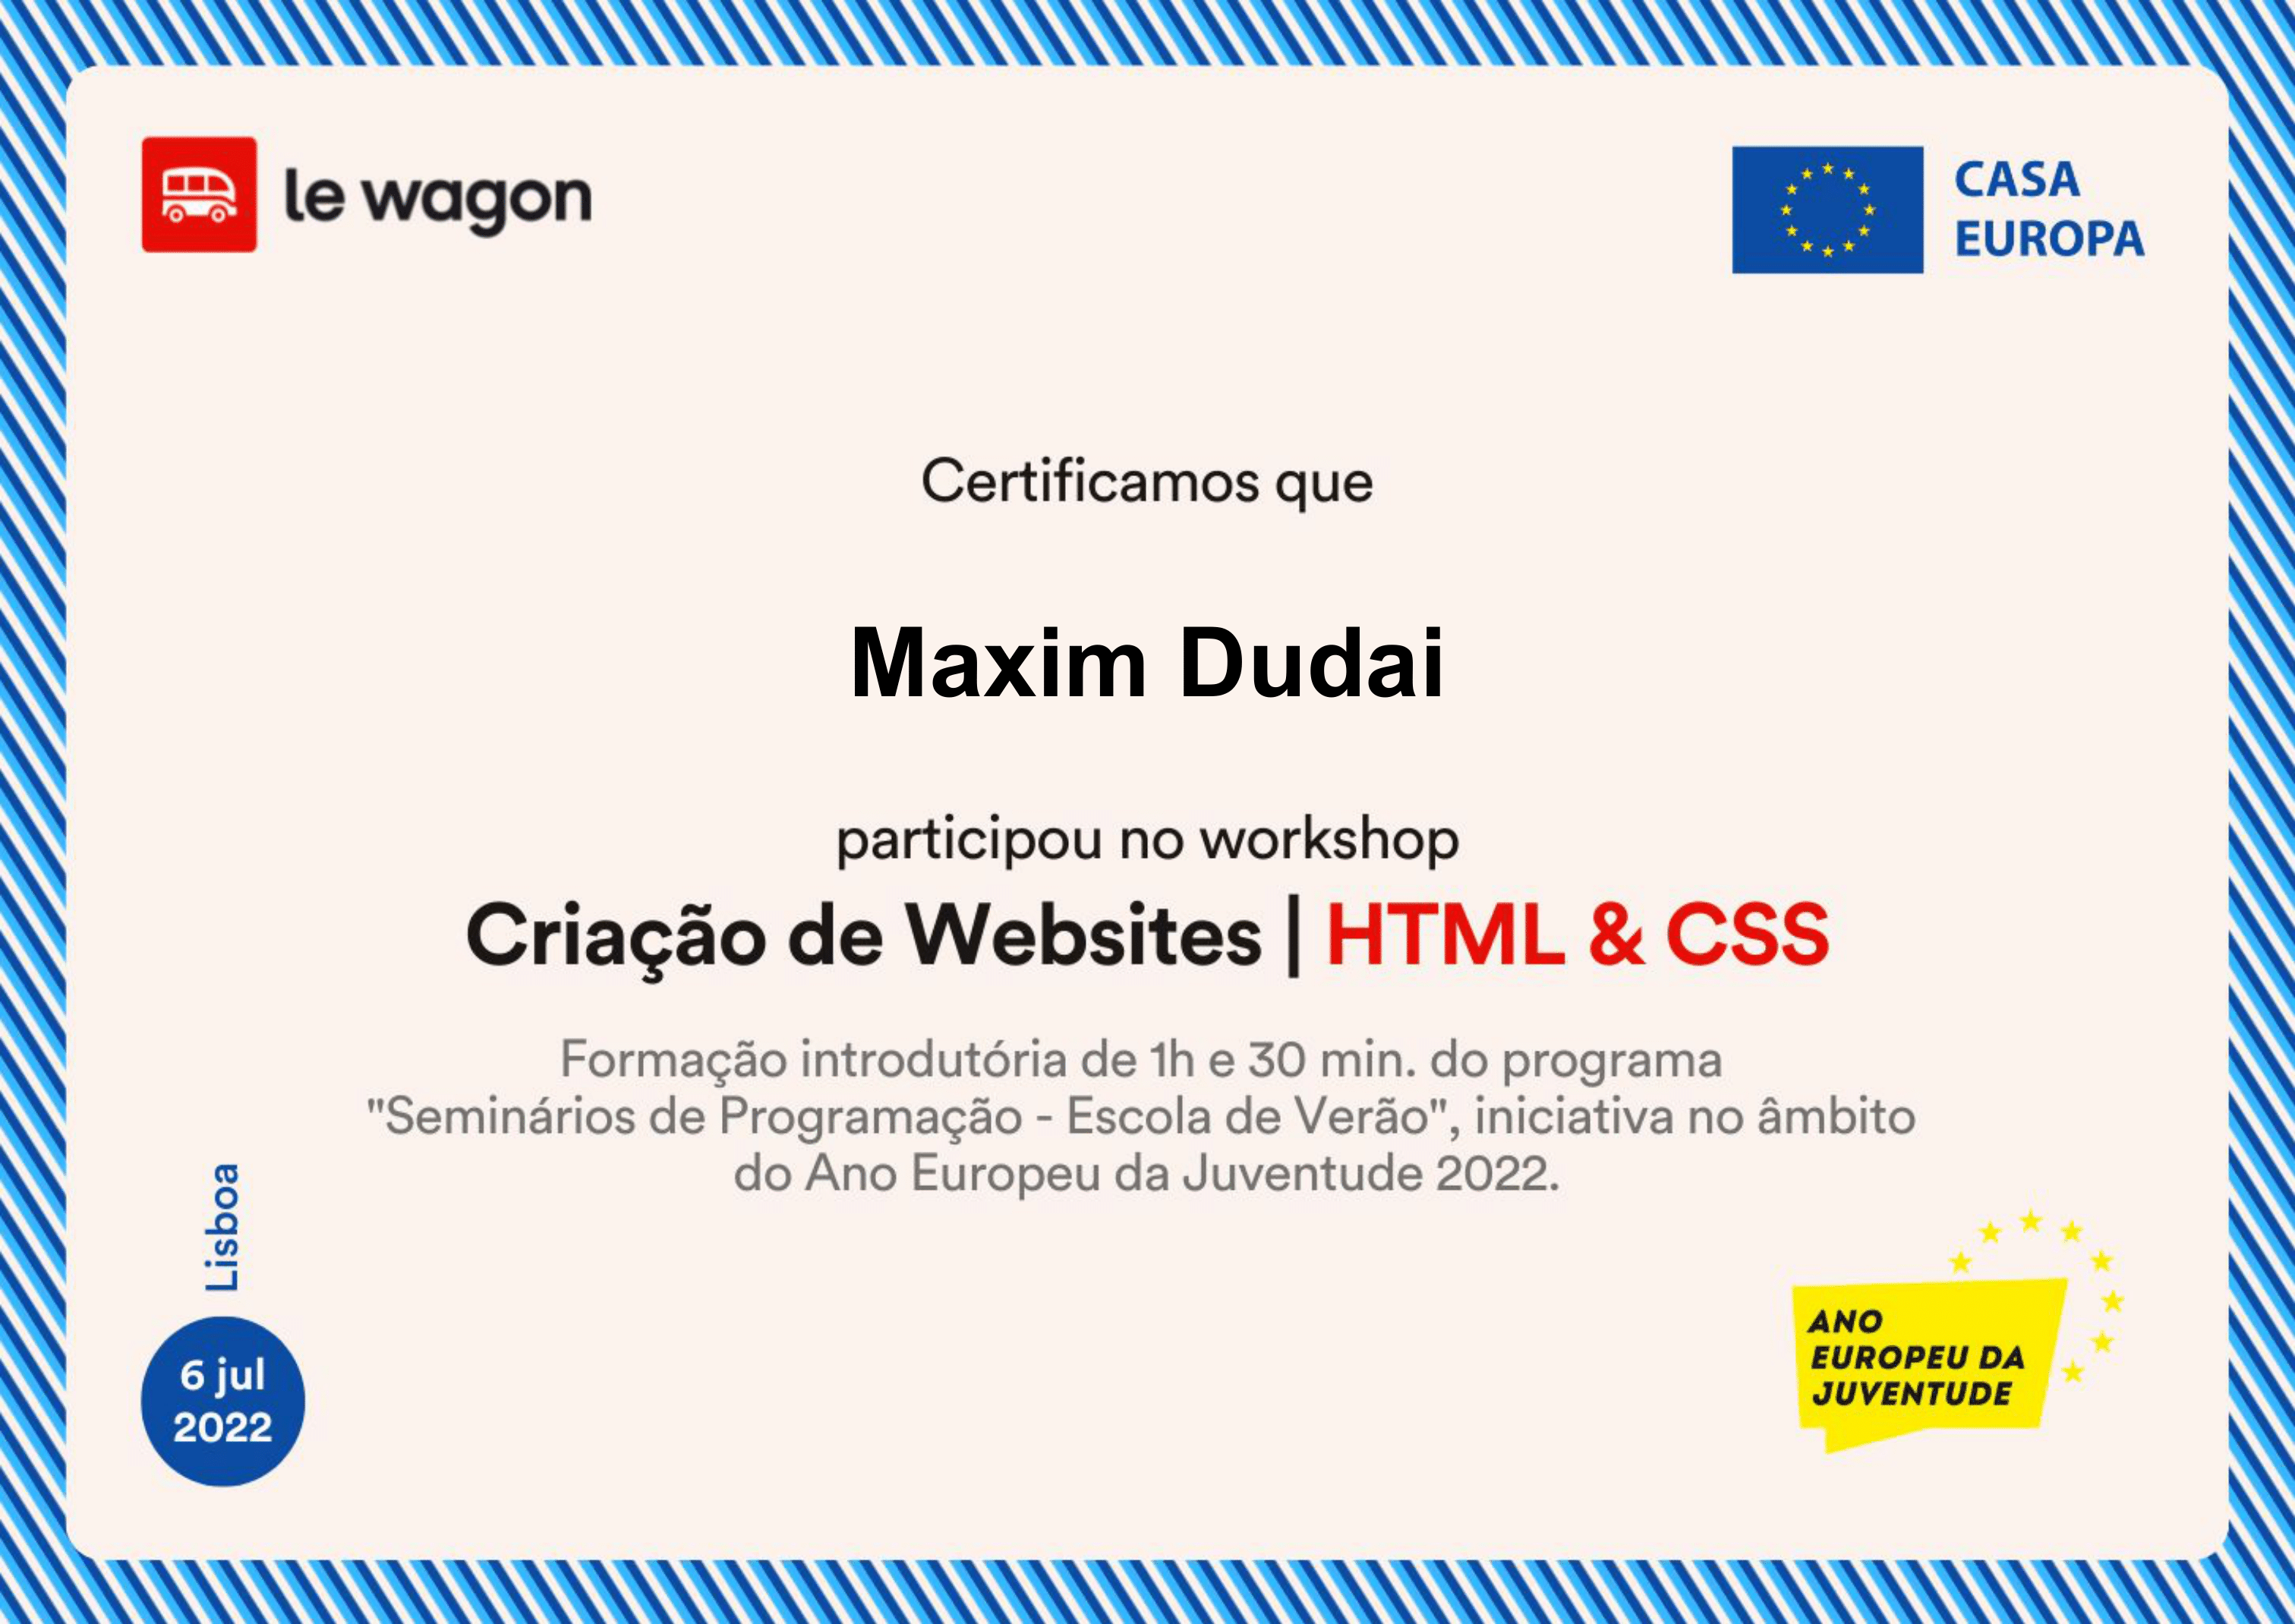 le wagon
CASA
EUROPA
Certificamos que
Maxim Dudai
participou no workshop
Criação de Websites | HTML & CSS
Formação introdutória de 1h e 30 min. do programa
"Seminários de Programação - Escola de Verão", iniciativa no âmbito
do Ano Europeu da Juventude 2022.
Lisboa
6 jul
2022
ANO
EUROPEU DA
JUVENTUDE